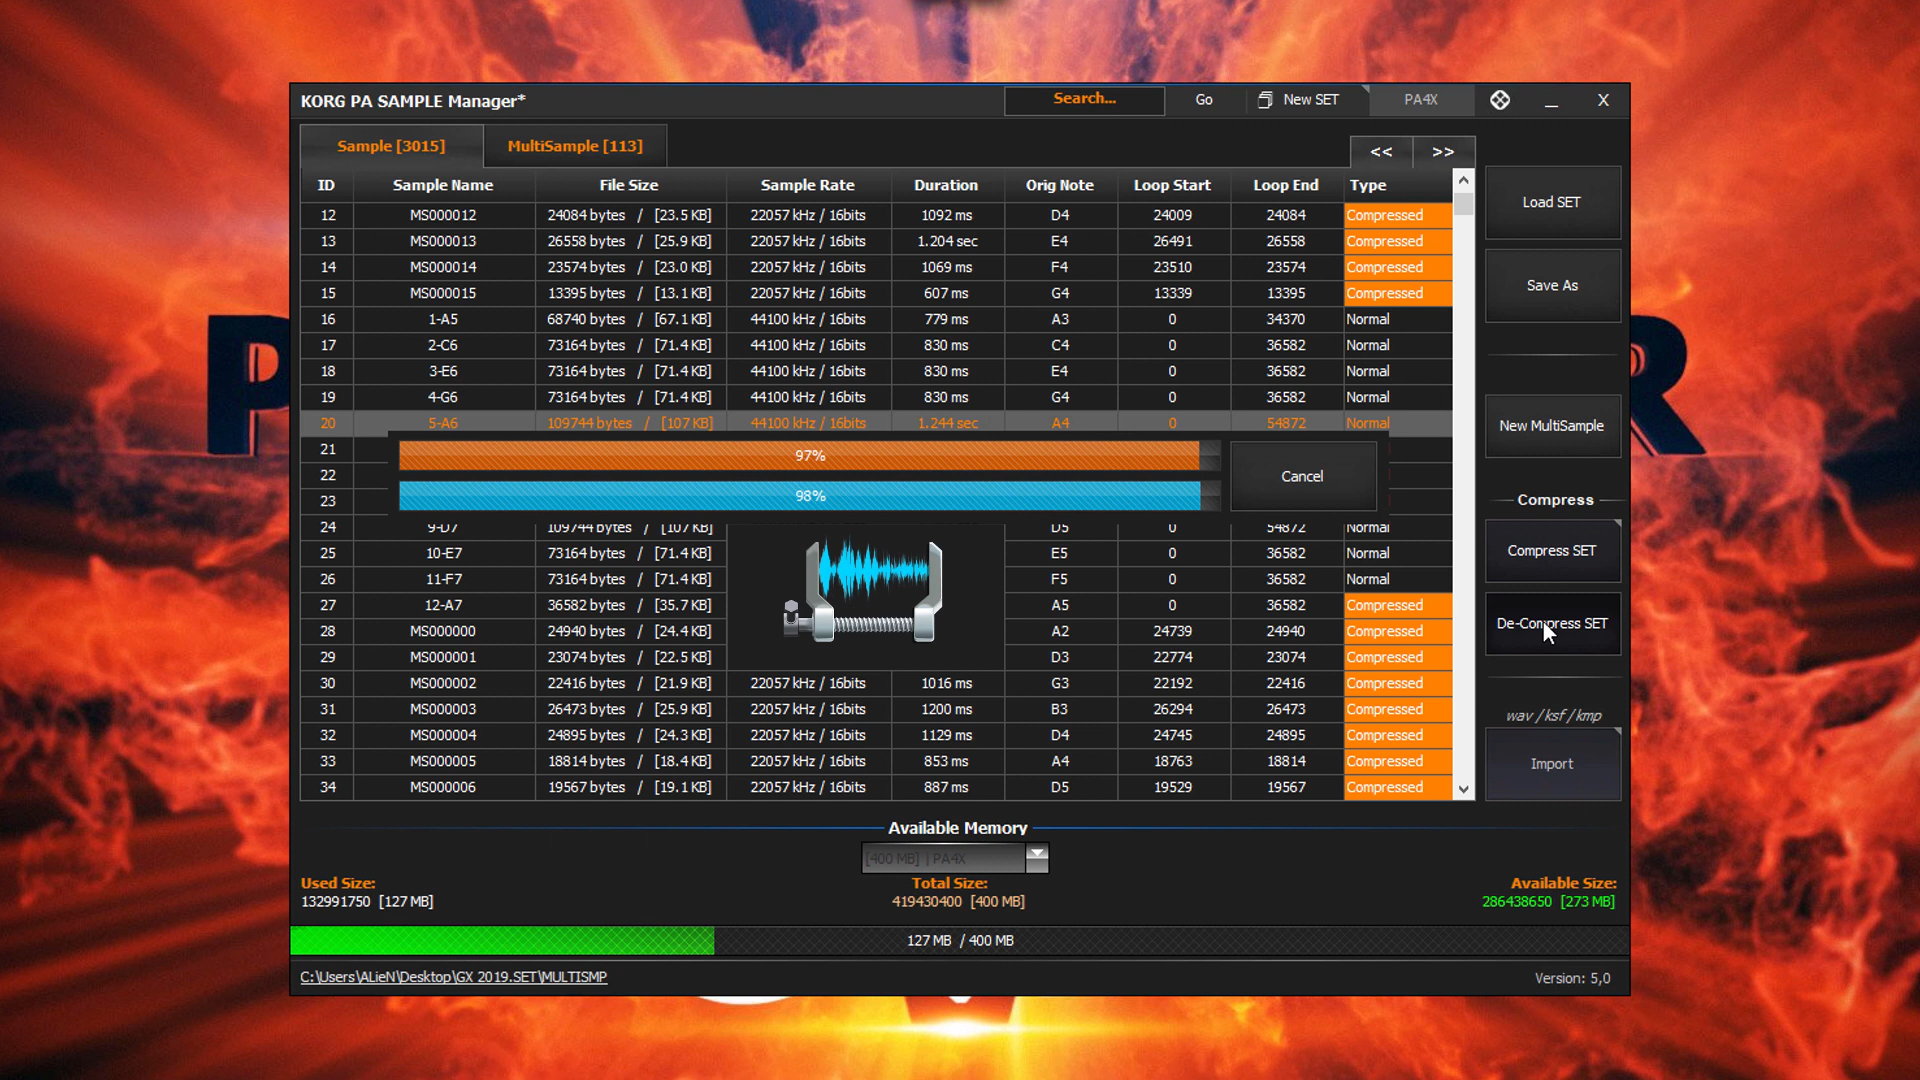 KORG PA SAMPLE Manager*
Search...
Go
New SET
PA4X
X
Sample [3015]
MultiSample [113]
<< >>
ID Sample Name File Size Sample Rate Duration Orig Note Loop Start Loop End Type
12 MS000012 24084 bytes / [23.5 KB] 22057 kHz / 16bits 1092 ms D4 24009 24084 Compressed
13 MS000013 26558 bytes / [25.9 KB] 22057 kHz / 16bits 1.204 sec E4 26491 26558 Compressed
14 MS000014 23574 bytes / [23.0 KB] 22057 kHz / 16bits 1069 ms F4 23510 23574 Compressed
15 MS000015 13395 bytes / [13.1 KB] 22057 kHz / 16bits 607 ms G4 13339 13395 Compressed
16 1-A5 68740 bytes / [67.1 KB] 44100 kHz / 16bits 779 ms A3 0 34370 Normal
17 2-C6 73164 bytes / [71.4 KB] 44100 kHz / 16bits 830 ms C4 0 36582 Normal
18 3-E6 73164 bytes / [71.4 KB] 44100 kHz / 16bits 830 ms E4 0 36582 Normal
19 4-G6 73164 bytes / [71.4 KB] 44100 kHz / 16bits 830 ms G4 0 36582 Normal
20 5-A6 109744 bytes / [107 KB] 44100 kHz / 16bits 1.244 sec A4 0 54872 Normal
21
97%
22
Cancel
23
98%
24 9-D7 109744 bytes / [107 KB] D5 0 54872 Normal
25 10-E7 73164 bytes / [71.4 KB] E5 0 36582 Normal
26 11-F7 73164 bytes / [71.4 KB] F5 0 36582 Normal
27 12-A7 36582 bytes / [35.7 KB] A5 0 36582 Compressed
28 MS000000 24940 bytes / [24.4 KB] A2 24739 24940 Compressed
29 MS000001 23074 bytes / [22.5 KB] D3 22774 23074 Compressed
30 MS000002 22416 bytes / [21.9 KB] 22057 kHz / 16bits 1016 ms G3 22192 22416 Compressed
31 MS000003 26473 bytes / [25.9 KB] 22057 kHz / 16bits 1200 ms B3 26294 26473 Compressed
32 MS000004 24895 bytes / [24.3 KB] 22057 kHz / 16bits 1129 ms D4 24745 24895 Compressed
33 MS000005 18814 bytes / [18.4 KB] 22057 kHz / 16bits 853 ms A4 18763 18814 Compressed
34 MS000006 19567 bytes / [19.1 KB] 22057 kHz / 16bits 887 ms D5 19529 19567 Compressed
Load SET
Save As
New MultiSample
Compress
Compress SET
De-Compress SET
wav / ksf / kmp
Import
Available Memory
[400 MB] | PA4X
Used Size:
132991750 [127 MB]
Total Size:
419430400 [400 MB]
Available Size:
286438650 [273 MB]
127 MB / 400 MB
C:\Users\ALieN\Desktop\GX 2019.SET\MULTISMP
Version: 5,0
P
R